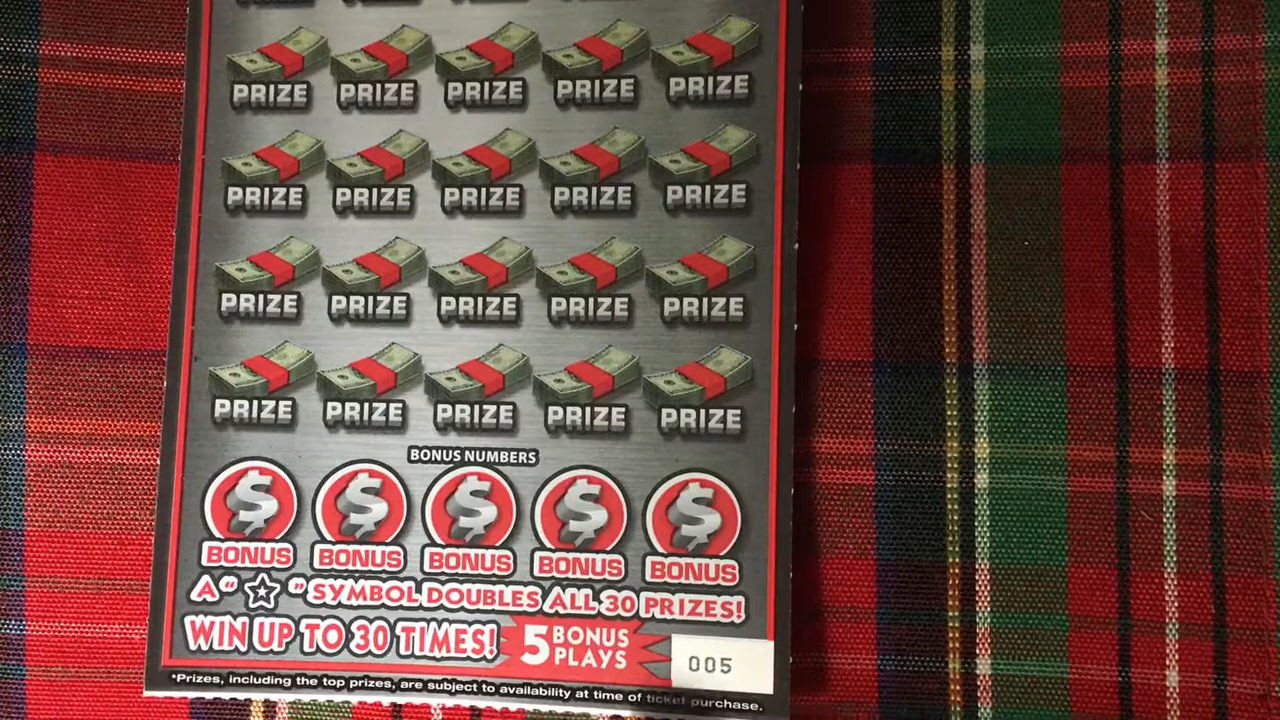 PRIZE PRIZE PRIZE PRIZE PRIZE
PRIZE PRIZE PRIZE PRIZE PRIZE
PRIZE PRIZE PRIZE PRIZE PRIZE
PRIZE PRIZE PRIZE PRIZE PRIZE
BONUS NUMBERS
$ $ $ $ $
BONUS BONUS BONUS BONUS BONUS
A "☆" SYMBOL DOUBLES ALL 30 PRIZES!
WIN UP TO 30 TIMES!
5 BONUS
PLAYS
005
*Prizes, including the top prizes, are subject to availability at time of ticket purchase.